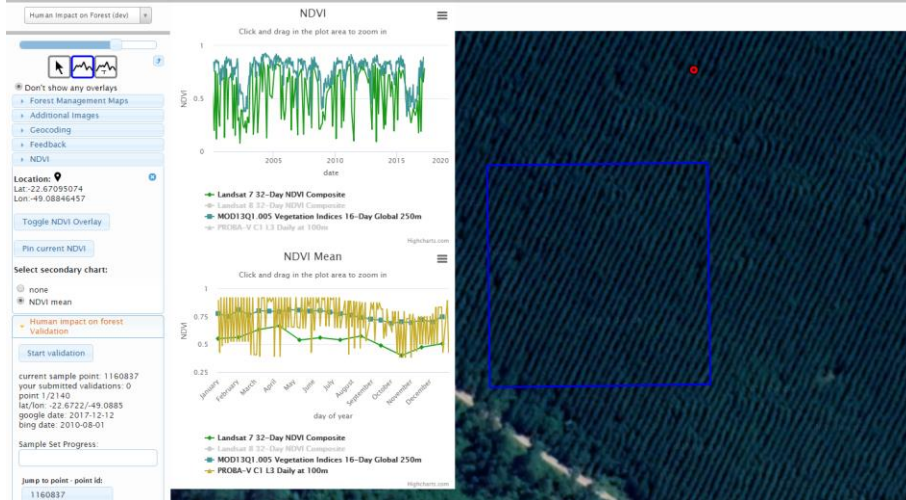 Human Impact on Forest (dev)
?
Don't show any overlays
Forest Management Maps
Additional Images
Geocoding
Feedback
NDVI
Location:
Lat:-22.67095074
Lon:-49.08846457
Toggle NDVI Overlay
Pin current NDVI
Select secondary chart:
none
NDVI mean
Human impact on forest
Validation
Start validation
current sample point: 1160837
your submitted validations: 0
point 1/2140
lat/lon: -22.6722/-49.0885
google date: 2017-12-12
bing date: 2010-08-01
Sample Set Progress:
Jump to point - point id:
1160837
NDVI
Click and drag in the plot area to zoom in
NDVI
1
0.5
0
2005
2010
2015
2020
date
Landsat 7 32-Day NDVI Composite
Landsat 8 32-Day NDVI Composite
MOD13Q1.005 Vegetation Indices 16-Day Global 250m
PROBA-V C1 L3 Daily at 100m
Highcharts.com
NDVI Mean
Click and drag in the plot area to zoom in
NDVI
1
0.75
0.5
0.25
January
February
March
April
May
June
July
August
September
October
November
December
day of year
Landsat 7 32-Day NDVI Composite
Landsat 8 32-Day NDVI Composite
MOD13Q1.005 Vegetation Indices 16-Day Global 250m
PROBA-V C1 L3 Daily at 100m
Highcharts.com